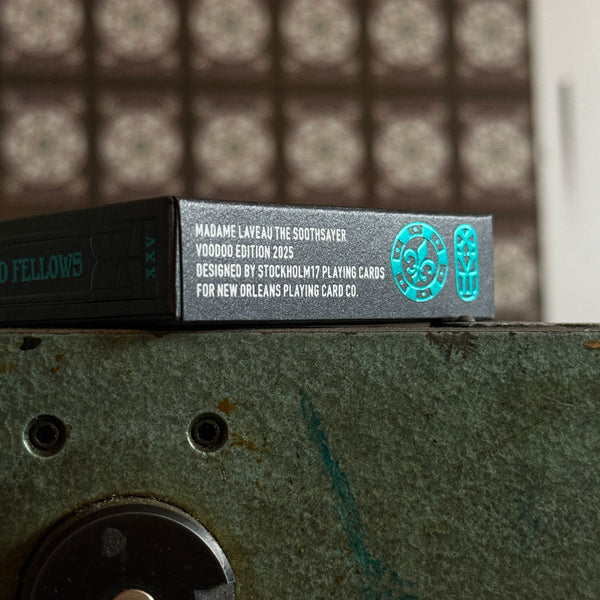 D FELLOWS
MADAME LAVEAU THE SOOTHSAYER
VOODOO EDITION 2025
DESIGNED BY STOCKHOLM17 PLAYING CARDS
FOR NEW ORLEANS PLAYING CARD CO.